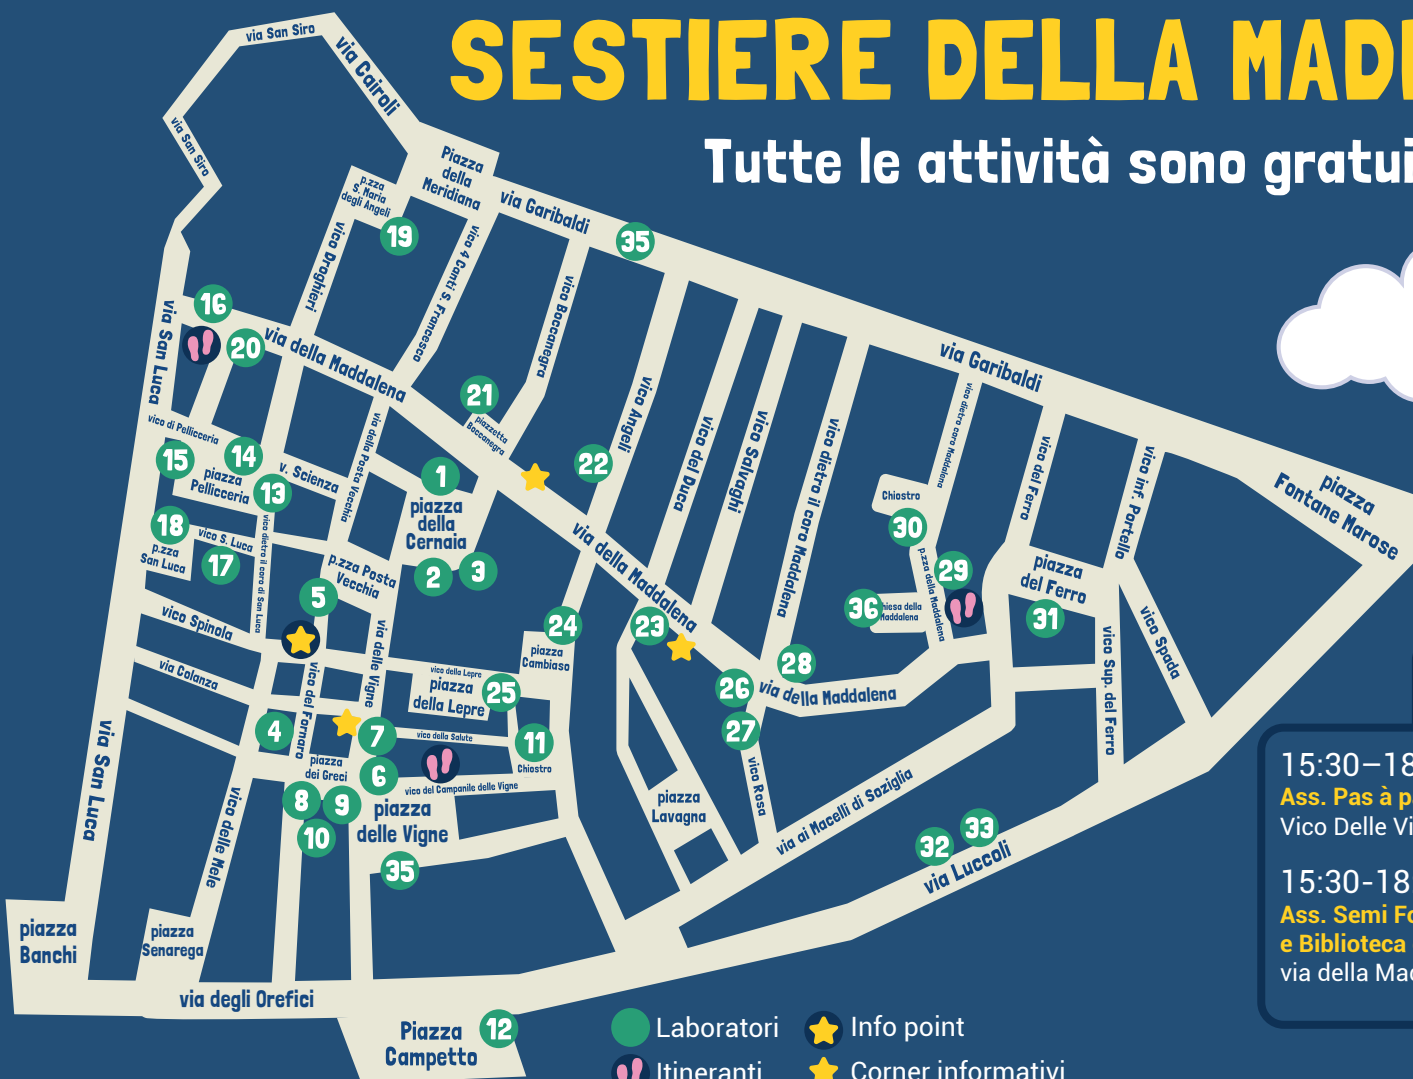 SESTIERE DELLA MADD
Tutte le attività sono gratui
via San Siro
via Cairoli
via San Siro
Piazza
della
Meridiana
p.zza
s. Maria
degli Angeli
19
via Garibaldi
35
vico Droghieri
vico 4 Canti s. Francesco
vico Boccanegra
16
20
via San Luca
via della Maddalena
21
piazzetta
Boccanegra
22
vico Angeli
vico del Duca
vico Salvaghi
vico dietro il coro Maddalena
via Garibaldi
vico dietro coro Maddalena
vico del Ferro
vico inf. Portello
piazza
Fontane Marose
vico di Pellicceria
15
14
piazza
Pellicceria
13
v. Scienza
via della Posta Vecchia
1
piazza
della
Cernaia
2
3
18
p.zza
San Luca
vico S. Luca
17
vico dietro il coro di San Luca
p.zza Posta
Vecchia
5
via della Maddalena
Chiostro
30
p.zza della Maddalena
29
36
hiesa della
Maddalena
piazza
del Ferro
31
vico Spada
vico Sup. del Ferro
vico Spinola
via Colanza
vico del Fornaro
via delle Vigne
24
piazza
Cambiaso
23
vico della Lepre
piazza
della Lepre
25
26
27
28
via della Maddalena
4
7
vico della Salute
11
Chiostro
piazza
dei Greci
6
vico del Campanile delle Vigne
via San Luca
vico delle Mele
8
9
10
piazza
delle Vigne
35
piazza
Lavagna
vico Rosa
via ai Macelli di Soziglia
32
33
via Luccoli
piazza
Banchi
piazza
Senarega
via degli Orefici
Piazza
Campetto
12
Laboratori
Info point
Itineranti
Corner informativi
15:30–18
Ass. Pas à p
Vico Delle Vi
15:30-18
Ass. Semi Fo
e Biblioteca
via della Mad